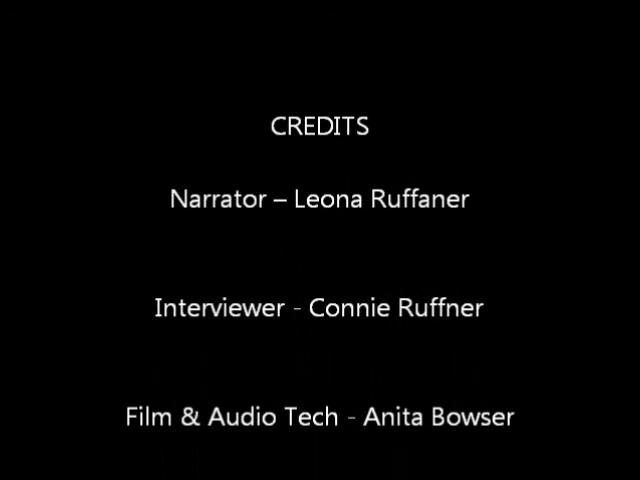 CREDITS
Narrator – Leona Ruffaner
Interviewer - Connie Ruffner
Film & Audio Tech - Anita Bowser